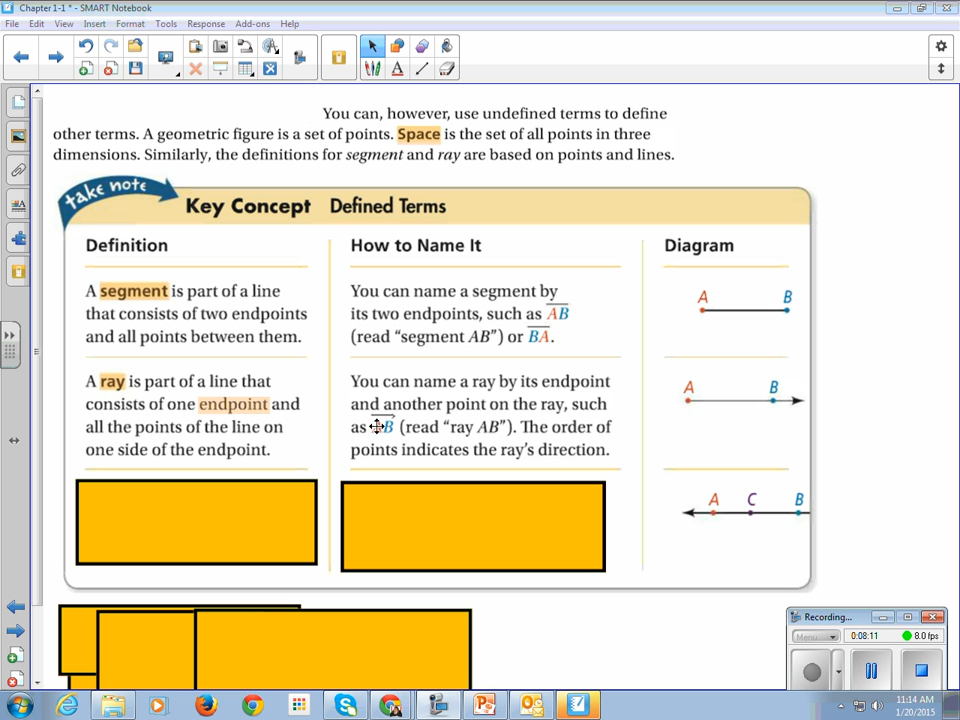 Chapter 1-1 * - SMART Notebook
File Edit View Insert Format Tools Response Add-ons Help
You can, however, use undefined terms to define
other terms. A geometric figure is a set of points. Space is the set of all points in three
dimensions. Similarly, the definitions for segment and ray are based on points and lines.
take note
Key Concept Defined Terms
Definition
How to Name It
Diagram
A segment is part of a line
that consists of two endpoints
and all points between them.
You can name a segment by
its two endpoints, such as AB
(read “segment AB”) or BA.
A B
A ray is part of a line that
consists of one endpoint and
all the points of the line on
one side of the endpoint.
You can name a ray by its endpoint
and another point on the ray, such
as B (read “ray AB”). The order of
points indicates the ray’s direction.
A B
A C B
Recording...
Menu 0:08:11 8.0 fps
11:14 AM
1/20/2015